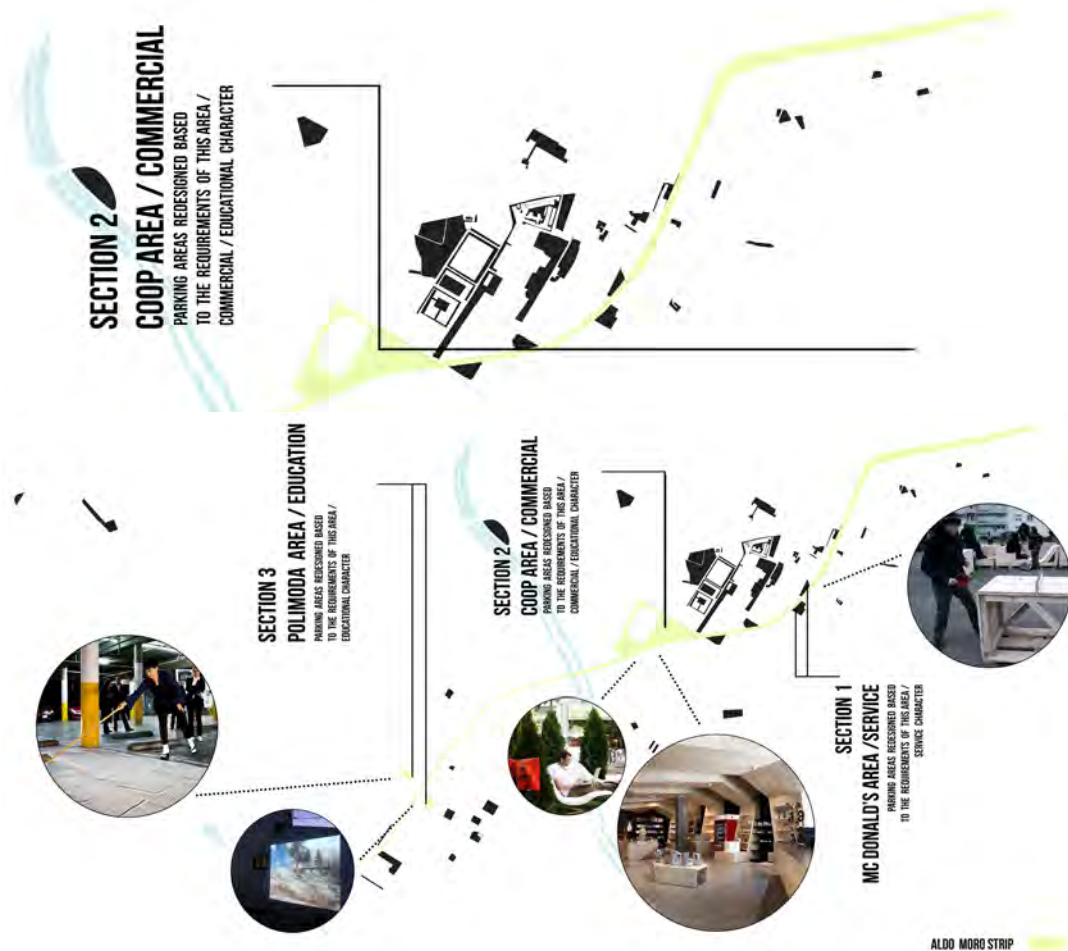 SECTION 2
COOP AREA / COMMERCIAL
PARKING AREAS REDESIGNED BASED
TO THE REQUIREMENTS OF THIS AREA /
COMMERCIAL / EDUCATIONAL CHARACTER
SECTION 3
POLIMODA AREA / EDUCATION
PARKING AREAS REDESIGNED BASED
TO THE REQUIREMENTS OF THIS AREA /
EDUCATIONAL CHARACTER
SECTION 2
COOP AREA / COMMERCIAL
PARKING AREAS REDESIGNED BASED
TO THE REQUIREMENTS OF THIS AREA /
COMMERCIAL / EDUCATIONAL CHARACTER
SECTION 1
MC DONALD'S AREA /SERVICE
PARKING AREAS REDESIGNED BASED
TO THE REQUIREMENTS OF THIS AREA /
SERVICE CHARACTER
ALDO MORO STRIP